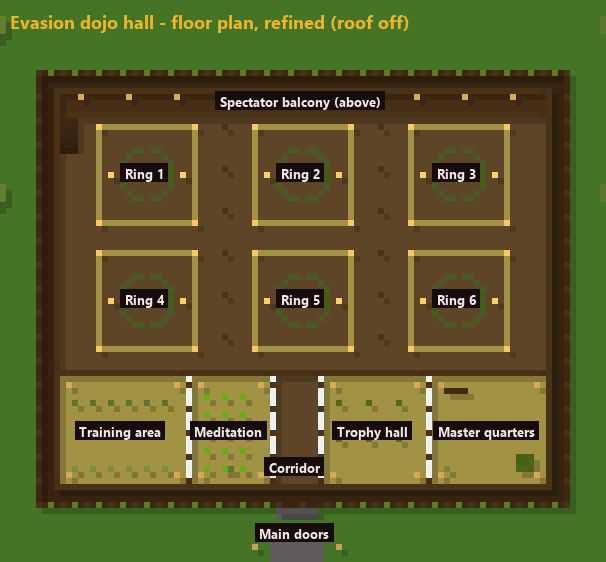 Evasion dojo hall - floor plan, refined (roof off)
Spectator balcony (above)
Ring 1
Ring 2
Ring 3
Ring 4
Ring 5
Ring 6
Training area
Meditation
Trophy hall
Master quarters
Corridor
Main doors